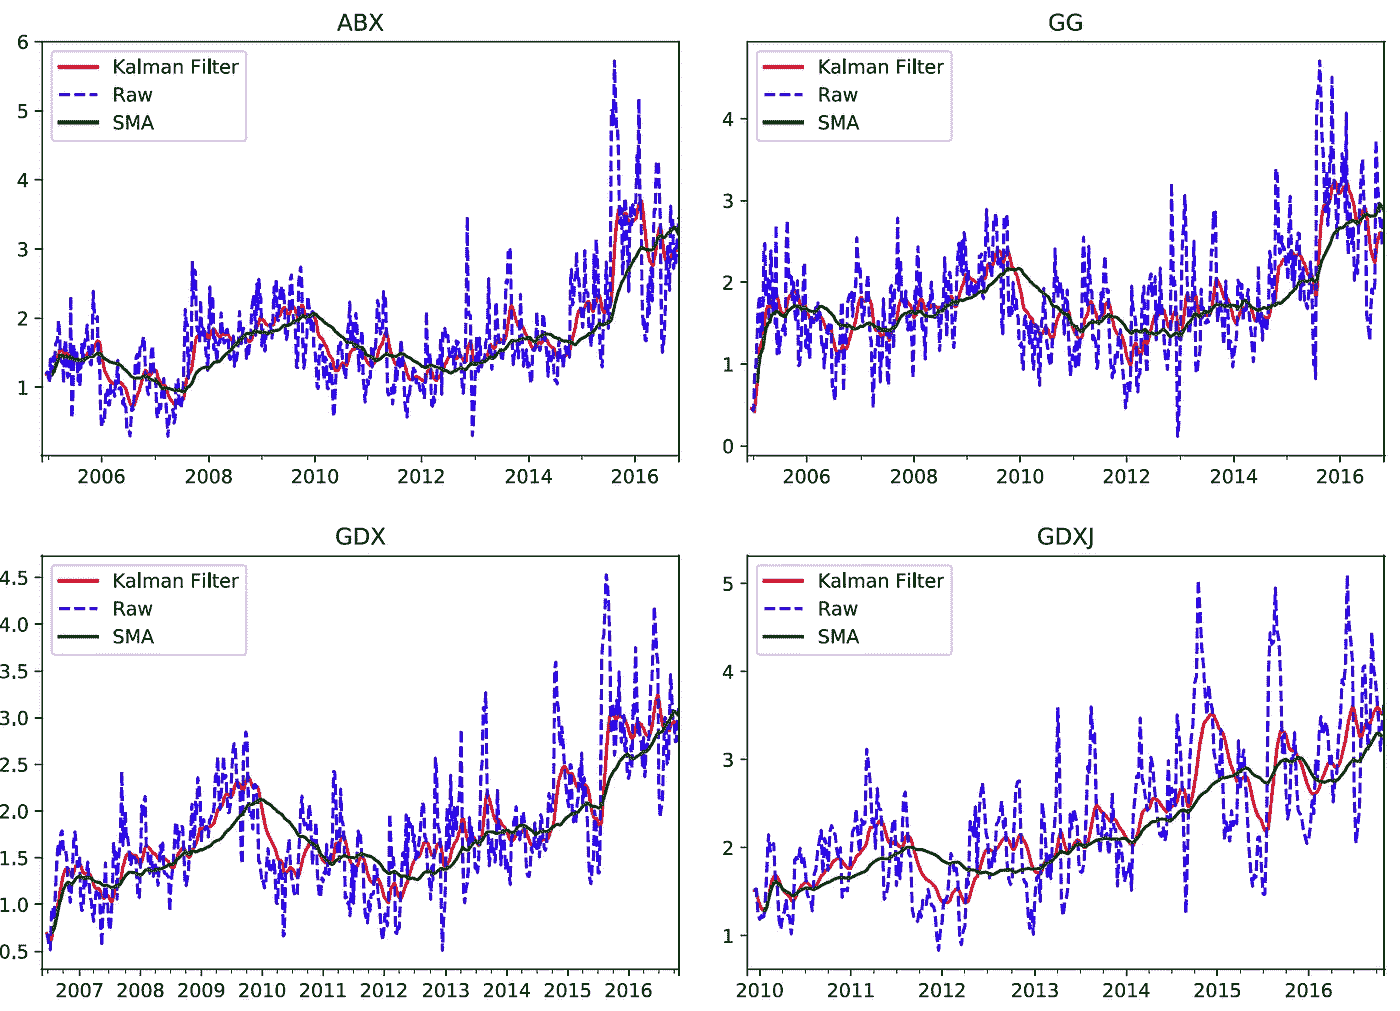 ABX
6
5
4
3
2
1
Kalman Filter
Raw
SMA
2006 2008 2010 2012 2014 2016
GG
4
3
2
1
0
Kalman Filter
Raw
SMA
2006 2008 2010 2012 2014 2016
GDX
4.5
4.0
3.5
3.0
2.5
2.0
1.5
1.0
0.5
Kalman Filter
Raw
SMA
2007 2008 2009 2010 2011 2012 2013 2014 2015 2016
GDXJ
5
4
3
2
1
Kalman Filter
Raw
SMA
2010 2011 2012 2013 2014 2015 2016